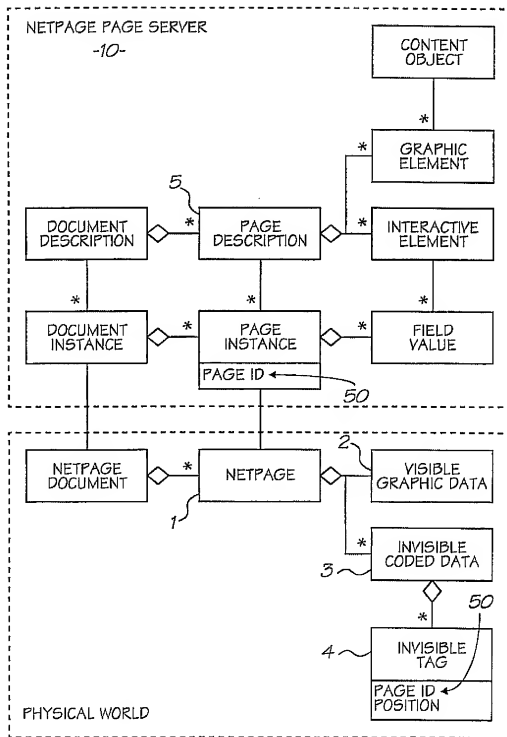 NETPAGE PAGE SERVER
-10-
CONTENT
OBJECT
*
*
GRAPHIC
ELEMENT
5
DOCUMENT
DESCRIPTION
*
PAGE
DESCRIPTION
*
INTERACTIVE
ELEMENT
*
*
*
DOCUMENT
INSTANCE
*
PAGE
INSTANCE
*
FIELD
VALUE
PAGE ID
50
NETPAGE
DOCUMENT
*
NETPAGE
1
2
VISIBLE
GRAPHIC DATA
*
INVISIBLE
CODED DATA
3
*
50
4
INVISIBLE
TAG
PAGE ID
POSITION
PHYSICAL WORLD